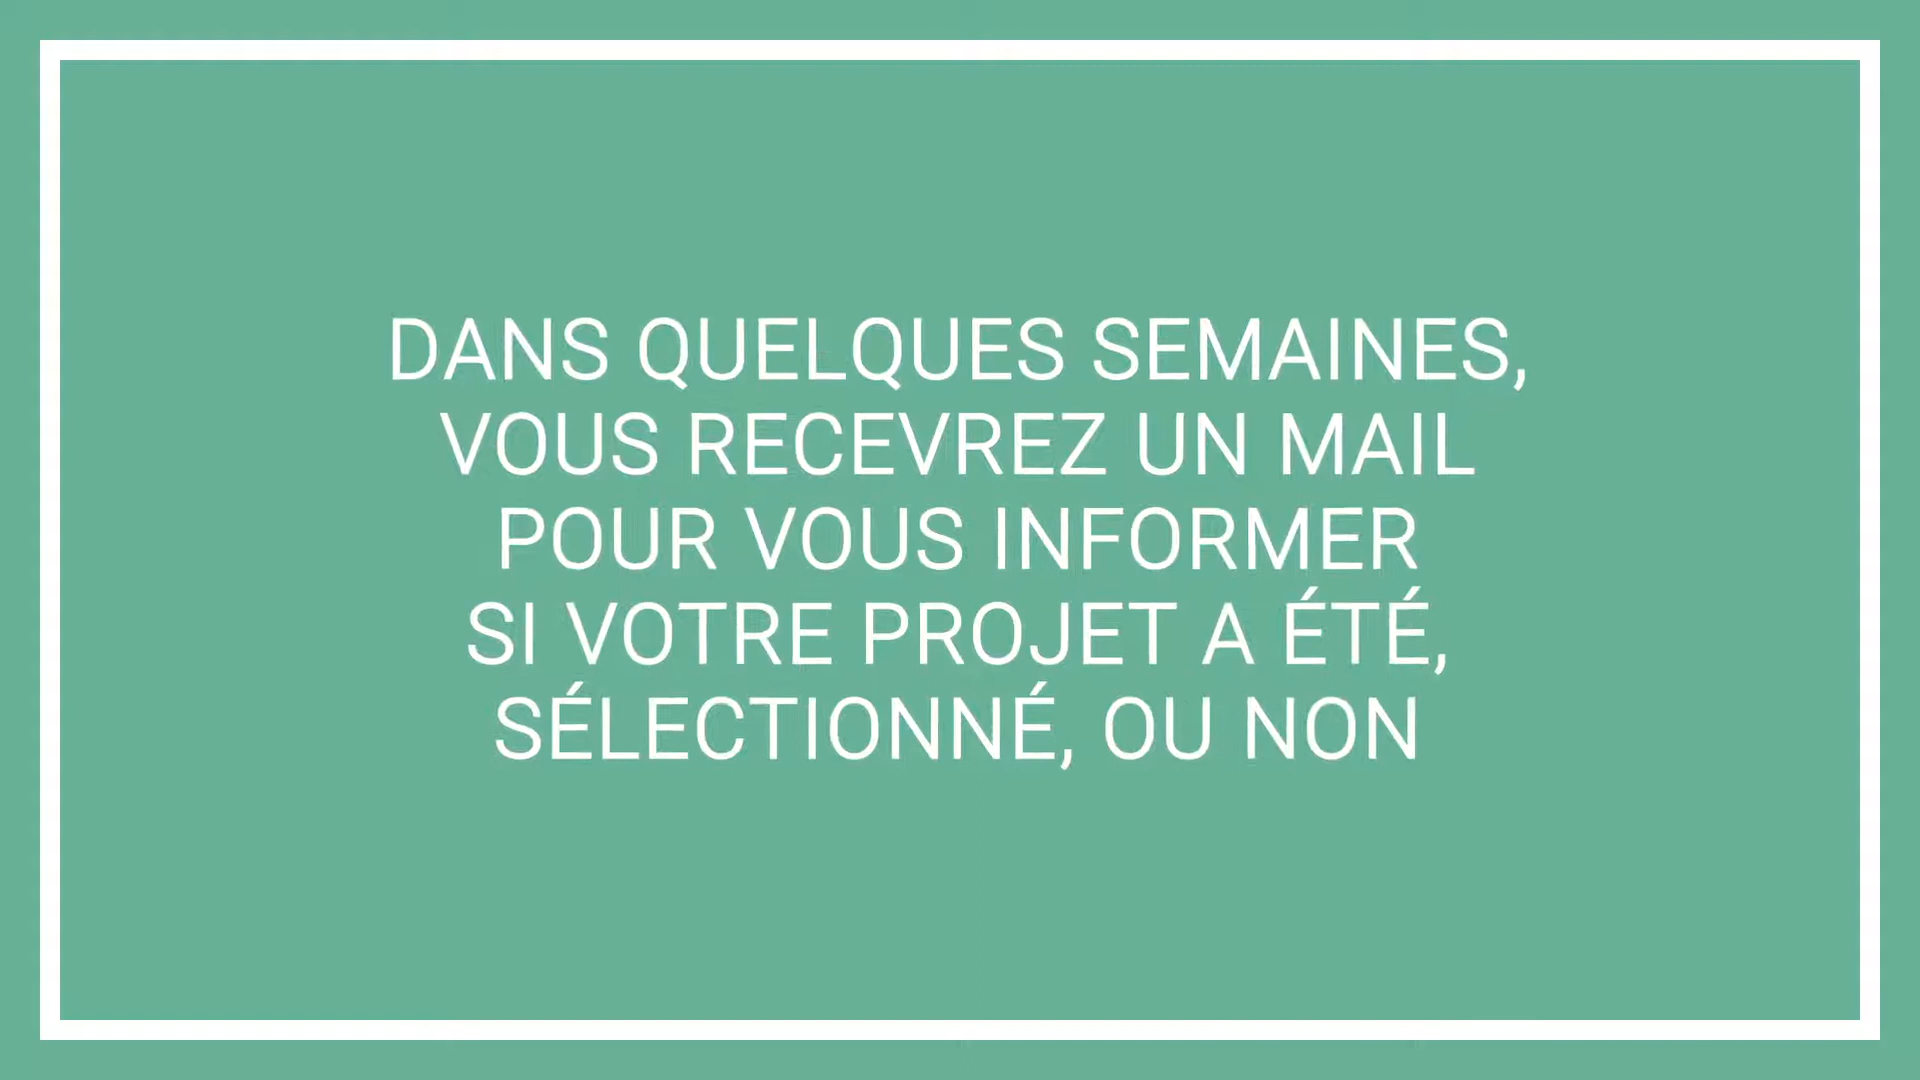 DANS QUELQUES SEMAINES,
VOUS RECEVREZ UN MAIL
POUR VOUS INFORMER
SI VOTRE PROJET A ÉTÉ,
SÉLECTIONNÉ, OU NON